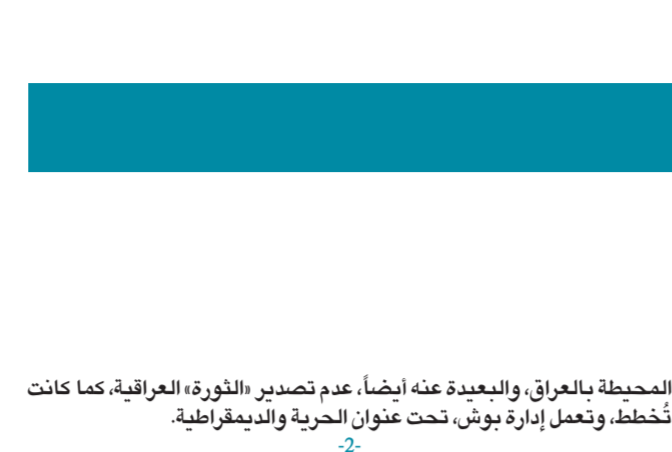 المحيطة بالعراق، والبعيدة عنه أيضاً، عدم تصدير «الثورة» العراقية، كما كانت
تُخطط، وتعمل إدارة بوش، تحت عنوان الحرية والديمقراطية.
-2-